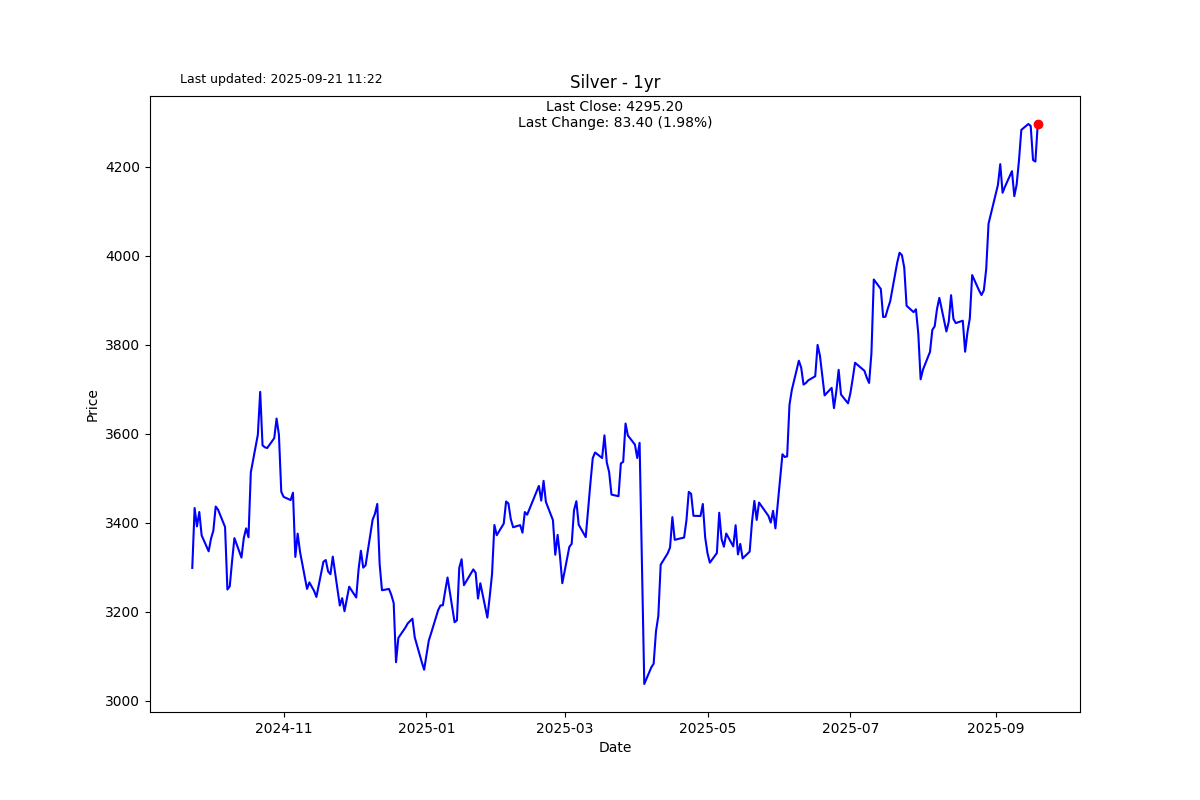 Last updated: 2025-09-21 11:22
Silver - 1yr
Last Close: 4295.20
Last Change: 83.40 (1.98%)
4200
4000
3800
3600
3400
3200
3000
Price
2024-11
2025-01
2025-03
2025-05
2025-07
2025-09
Date